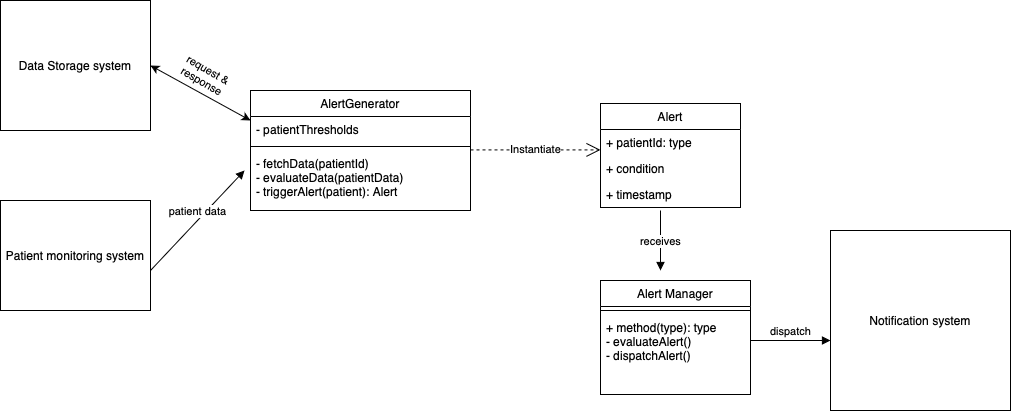 Data Storage system
request &
response
AlertGenerator
- patientThresholds
- fetchData(patientId)
- evaluateData(patientData)
- triggerAlert(patient): Alert
Patient monitoring system
patient data
Instantiate
Alert
+ patientId: type
+ condition
+ timestamp
receives
Alert Manager
+ method(type): type
- evaluateAlert()
- dispatchAlert()
dispatch
Notification system